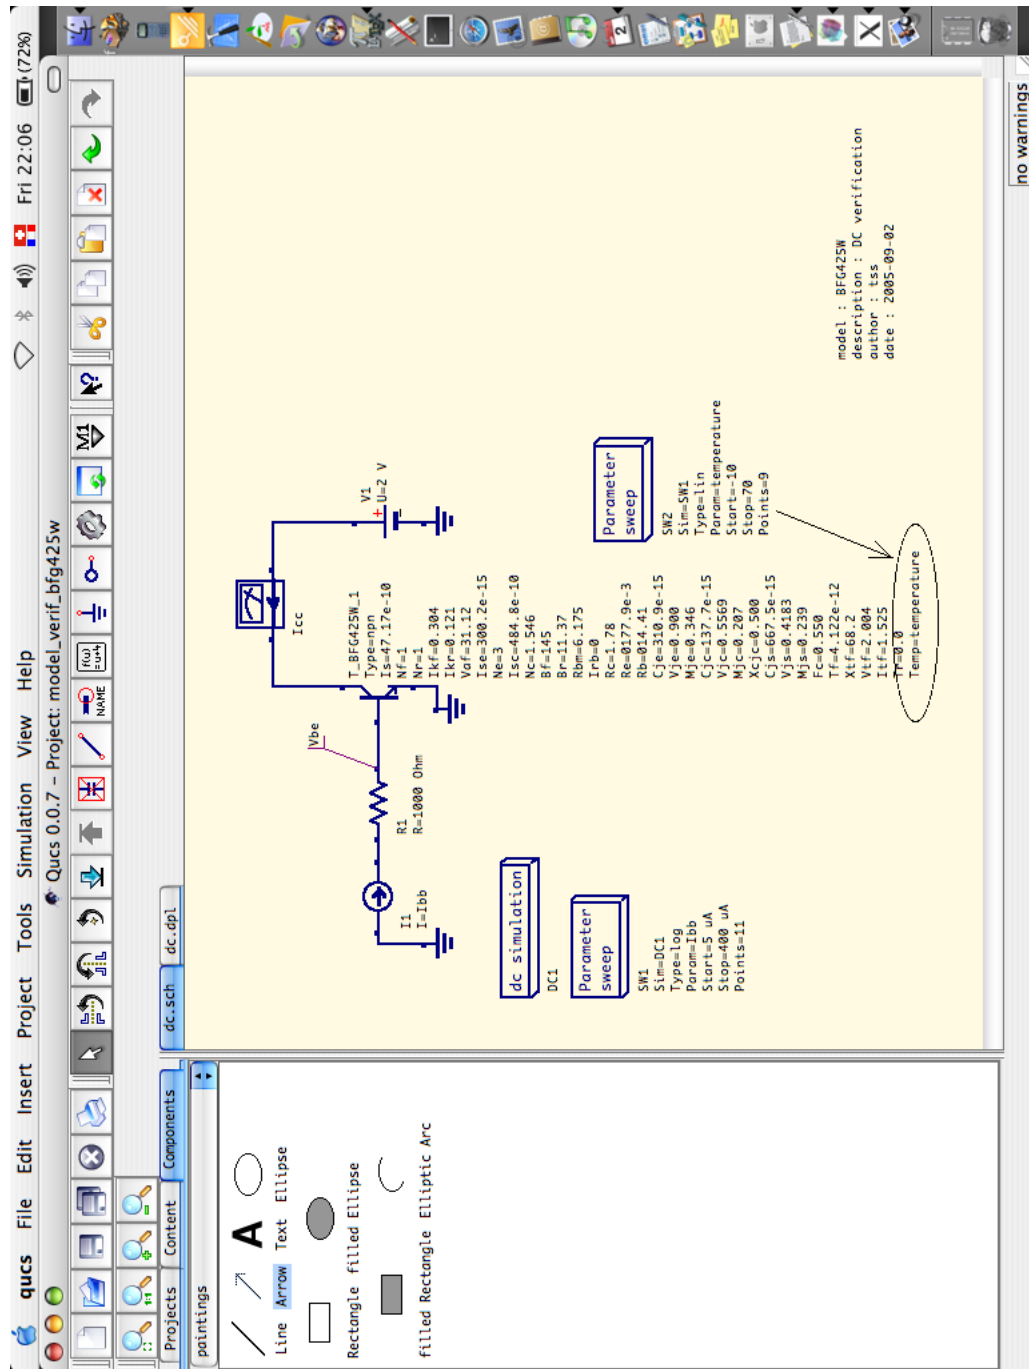 qucs File Edit Insert Project Tools Simulation View Help
(72%) Fri 22:06
Qucs 0.0.7 - Project: model_verif_bfg425w
NAME
M1
1:1
Projects Content Components
paintings
Line Arrow Text Ellipse
Rectangle filled Ellipse
filled Rectangle Elliptic Arc
dc.sch dc.dpl
Icc
Vbe
V1
U=2 V
R1
R=1000 Ohm
I1
I=Ibb
T_BFG425W_1
Type=npn
Is=47.17e-10
Nf=1
Nr=1
Ikf=0.304
Ikr=0.121
Vaf=31.12
Ise=300.2e-15
Ne=3
Isc=484.8e-10
Nc=1.546
Bf=145
Br=11.37
Rbm=6.175
Irb=0
Rc=1.78
Re=0177.9e-3
Rb=014.41
Cje=310.9e-15
Vje=0.900
Mje=0.346
Cjc=137.7e-15
Vjc=0.5569
Mjc=0.207
Xcjc=0.500
Cjs=667.5e-15
Vjs=0.4183
Mjs=0.239
Fc=0.550
Tf=4.122e-12
Xtf=68.2
Vtf=2.004
Itf=1.525
Tr=0.0
Temp=temperature
dc simulation
DC1
Parameter
sweep
SW1
Sim=DC1
Type=log
Param=Ibb
Start=5 uA
Stop=400 uA
Points=11
Parameter
sweep
SW2
Sim=SW1
Type=lin
Param=temperature
Start=-10
Stop=70
Points=9
model : BFG425W
description : DC verification
author : tss
date : 2005-09-02
no warnings